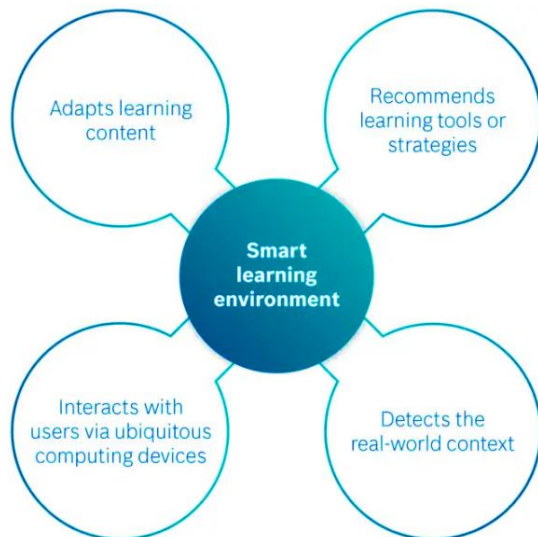 Adapts learning
content
Recommends
learning tools or
strategies
Smart
learning
environment
Interacts with
users via ubiquitous
computing devices
Detects the
real-world context